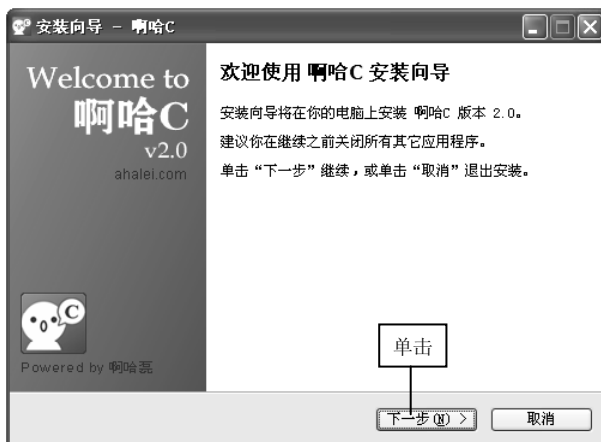 安装向导 - 啊哈C
Welcome to
啊哈C
v2.0
ahalei.com
C
Powered by 啊哈磊
欢迎使用 啊哈C 安装向导
安装向导将在你的电脑上安装 啊哈C 版本 2.0。
建议你在继续之前关闭所有其它应用程序。
单击“下一步”继续，或单击“取消”退出安装。
单击
下一步(N) >
取消